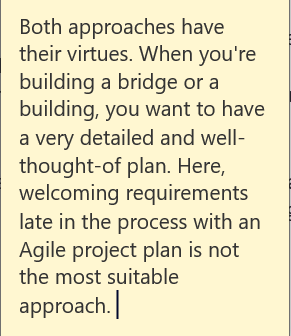 Both approaches have
their virtues. When you're
building a bridge or a
building, you want to have
a very detailed and well-
thought-of plan. Here,
welcoming requirements
late in the process with an
Agile project plan is not
the most suitable
approach.